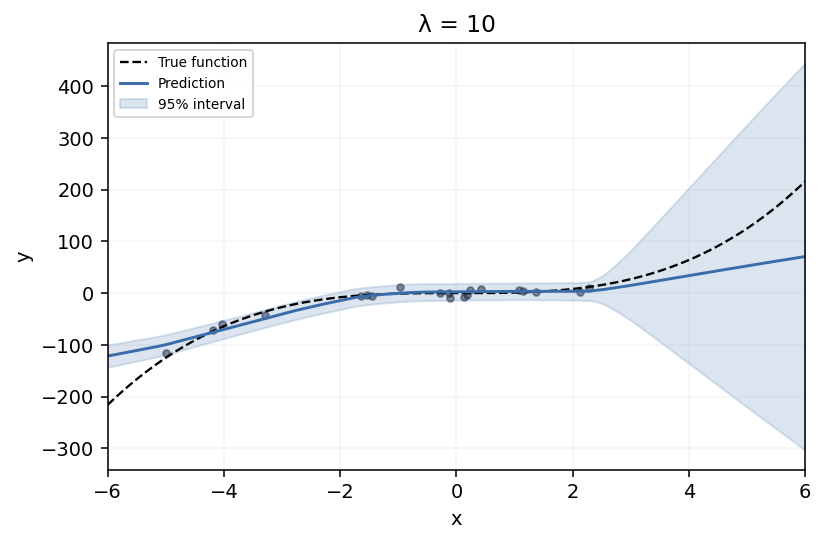 λ = 10
True function
Prediction
95% interval
400
300
200
100
0
−100
−200
−300
y
−6 −4 −2 0 2 4 6
x